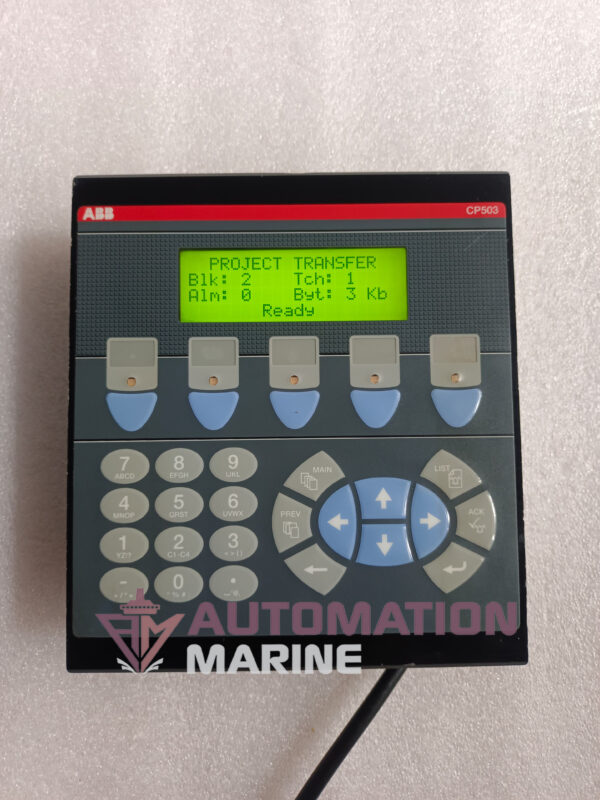 ABB CP503
PROJECT TRANSFER
Blk: 2 Tch: 1
Alm: 0 Byt: 3 Kb
Ready
7 8 9
ABCD EFGH IJKL
4 5 6
MNOP QRST UVWX
1 2 3
YZ!? C1-C4 <>()
- 0 .
MAIN LIST
PREV ACK
AUTOMATION
MARINE